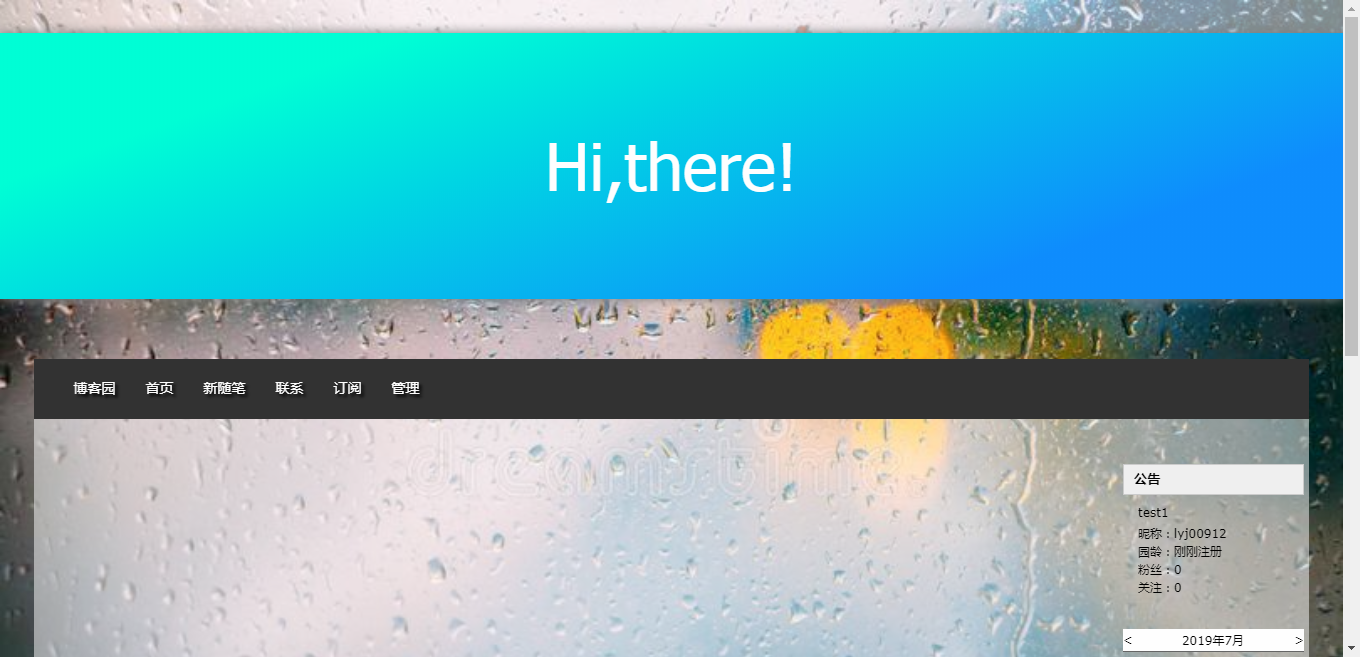 Hi,there!
博客园 首页 新随笔 联系 订阅 管理
dreamstime
公告
test1
昵称：lyj00912
园龄：刚刚注册
粉丝：0
关注：0
< 2019年7月 >